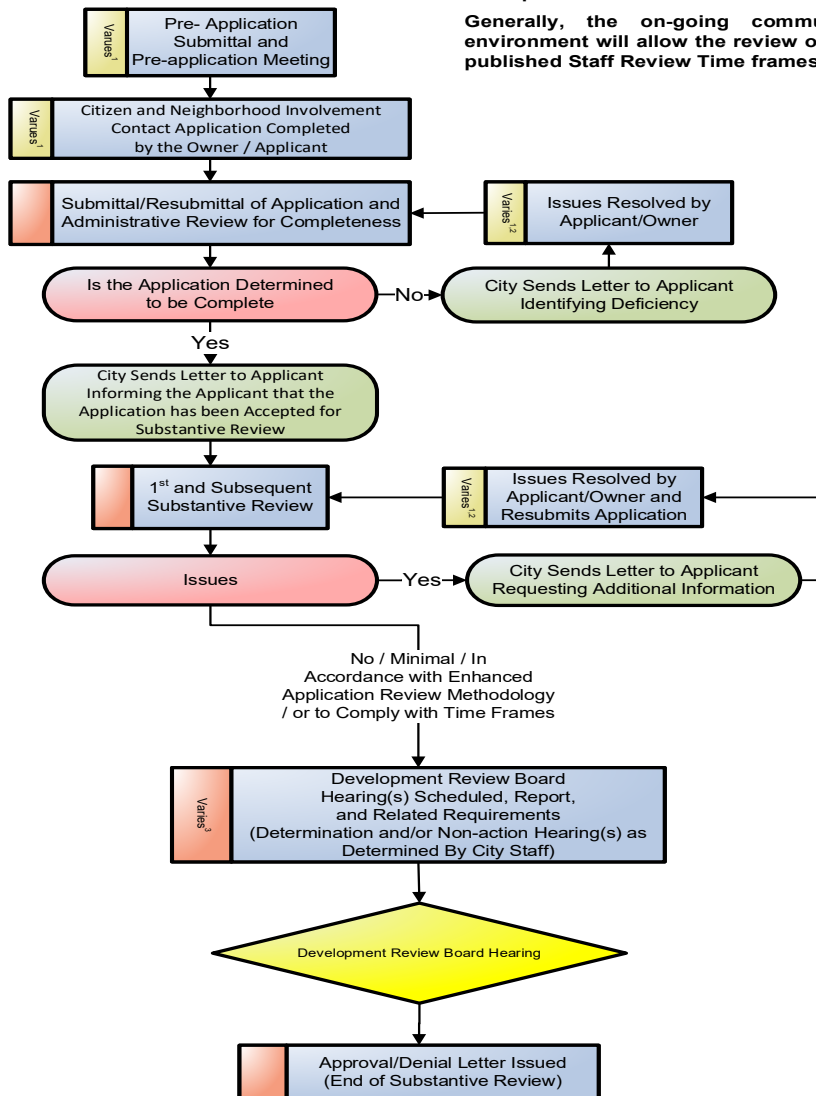 Generally, the on-going commu
environment will allow the review o
published Staff Review Time frames
Varues1
Pre- Application
Submittal and
Pre-application Meeting
Varues1
Citizen and Neighborhood Involvement
Contact Application Completed
by the Owner / Applicant
Submittal/Resubmittal of Application and
Administrative Review for Completeness
Varies1,2
Issues Resolved by
Applicant/Owner
Is the Application Determined
to be Complete
No
City Sends Letter to Applicant
Identifying Deficiency
Yes
City Sends Letter to Applicant
Informing the Applicant that the
Application has been Accepted for
Substantive Review
1st and Subsequent
Substantive Review
Varies1,2
Issues Resolved by
Applicant/Owner and
Resubmits Application
Issues
Yes
City Sends Letter to Applicant
Requesting Additional Information
No / Minimal / In
Accordance with Enhanced
Application Review Methodology
/ or to Comply with Time Frames
Varies3
Development Review Board
Hearing(s) Scheduled, Report,
and Related Requirements
(Determination and/or Non-action Hearing(s) as
Determined By City Staff)
Development Review Board Hearing
Approval/Denial Letter Issued
(End of Substantive Review)